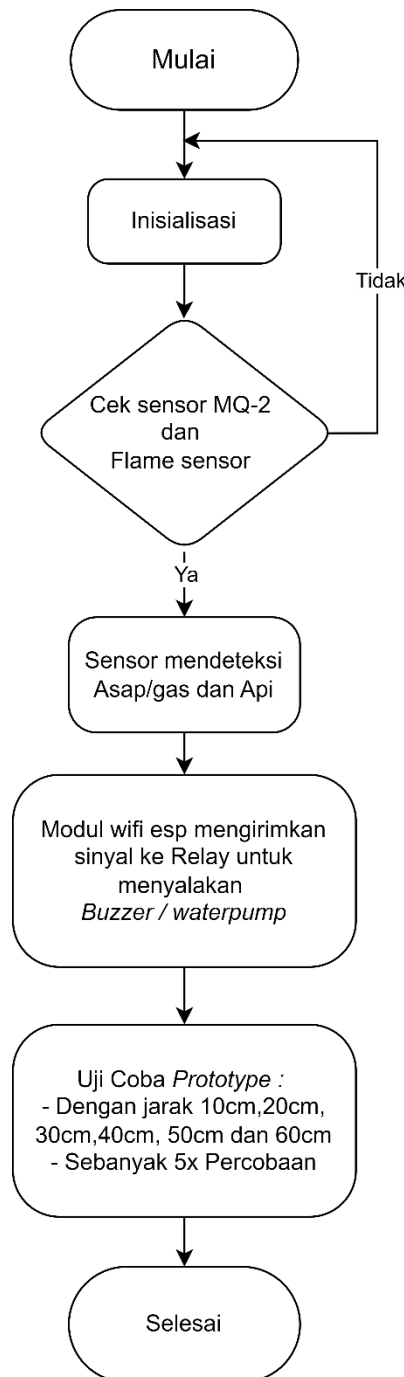 Mulai
Inisialisasi
Tidak
Cek sensor MQ-2
dan
Flame sensor
Ya
Sensor mendeteksi
Asap/gas dan Api
Modul wifi esp mengirimkan
sinyal ke Relay untuk
menyalakan
Buzzer / waterpump
Uji Coba Prototype :
- Dengan jarak 10cm,20cm,
30cm,40cm, 50cm dan 60cm
- Sebanyak 5x Percobaan
Selesai